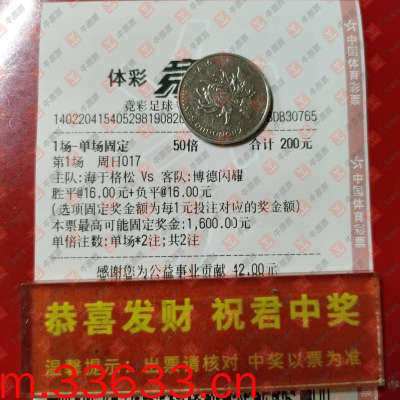 中国体育彩票
体彩 竞
竞彩足球
1场-单场固定 50倍 合计 200元
第1场 周日017
主队:海于格松 Vs 客队:博德闪耀
胜平@16.00元+负平@16.00元
(选项固定奖金额为每1元投注对应的奖金额)
本票最高可能固定奖金:1,600.00元
单倍注数:单场*2注;共2注
感谢您为公益事业贡献 42.00元
恭喜发财 祝君中奖
温馨提示:出票请核对 中奖以票为准
m.33633.cn